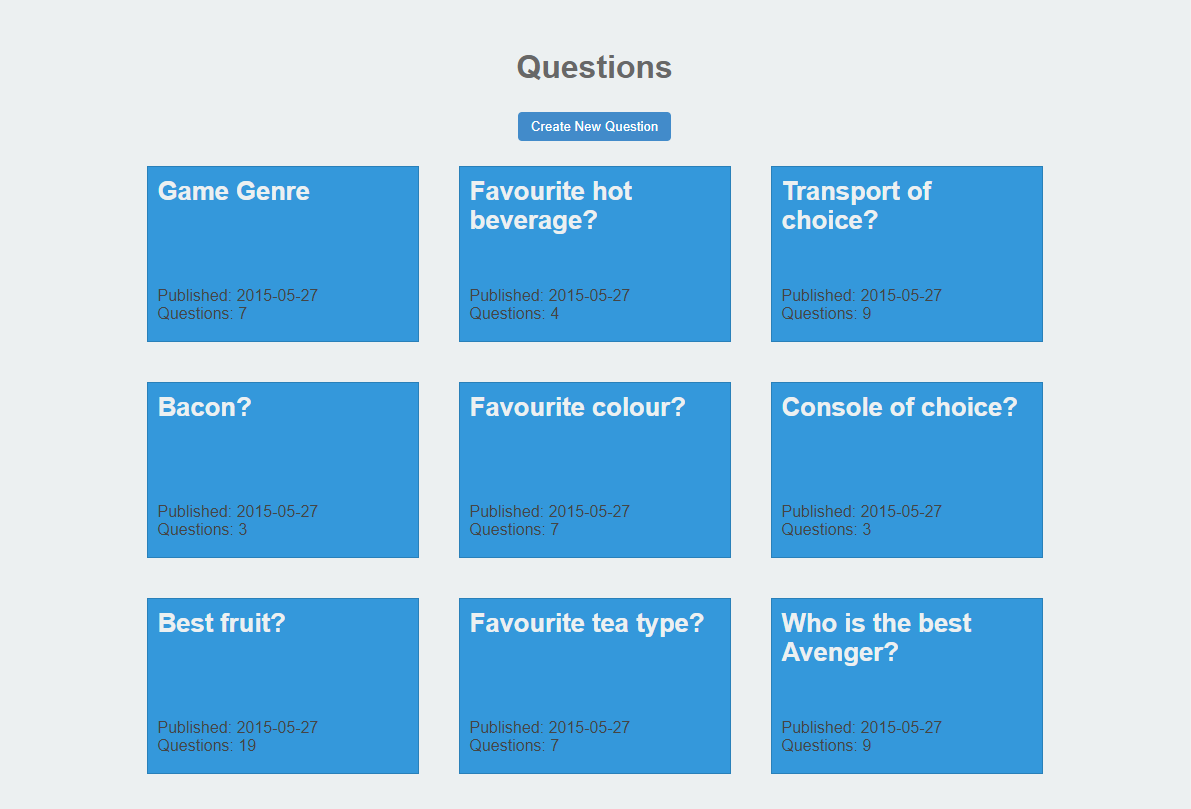 Questions
Create New Question
Game Genre
Published: 2015-05-27
Questions: 7
Favourite hot
beverage?
Published: 2015-05-27
Questions: 4
Transport of
choice?
Published: 2015-05-27
Questions: 9
Bacon?
Published: 2015-05-27
Questions: 3
Favourite colour?
Published: 2015-05-27
Questions: 7
Console of choice?
Published: 2015-05-27
Questions: 3
Best fruit?
Published: 2015-05-27
Questions: 19
Favourite tea type?
Published: 2015-05-27
Questions: 7
Who is the best
Avenger?
Published: 2015-05-27
Questions: 9